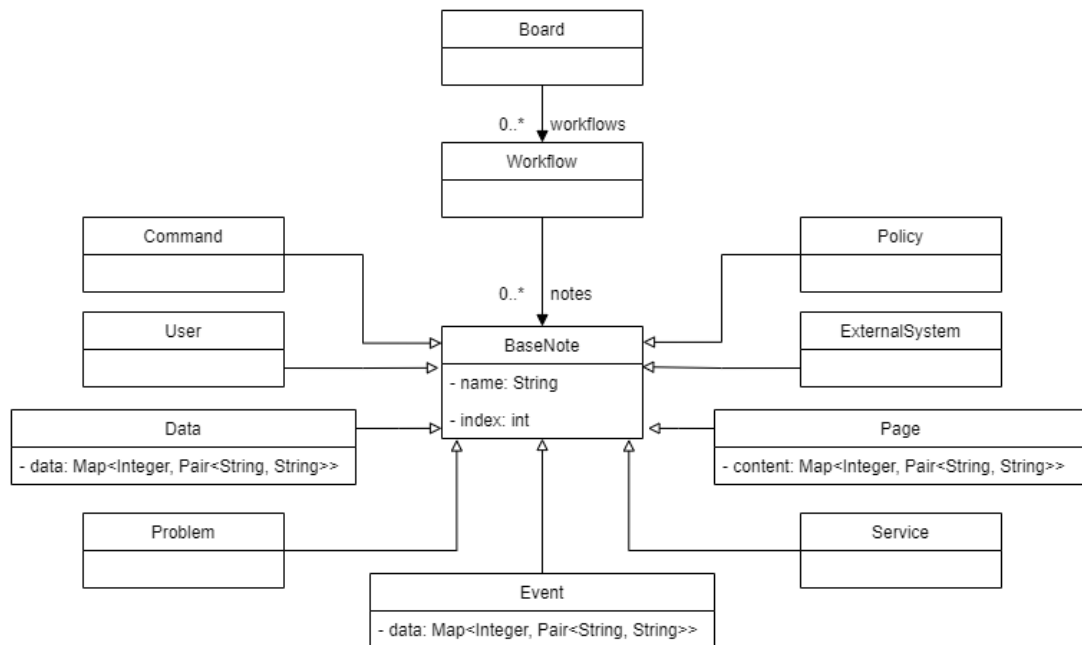 Board
0..* workflows
Workflow
Command
Policy
0..* notes
User
BaseNote
ExternalSystem
- name: String
- index: int
Data
- data: Map<Integer, Pair<String, String>>
Page
- content: Map<Integer, Pair<String, String>>
Problem
Service
Event
- data: Map<Integer, Pair<String, String>>